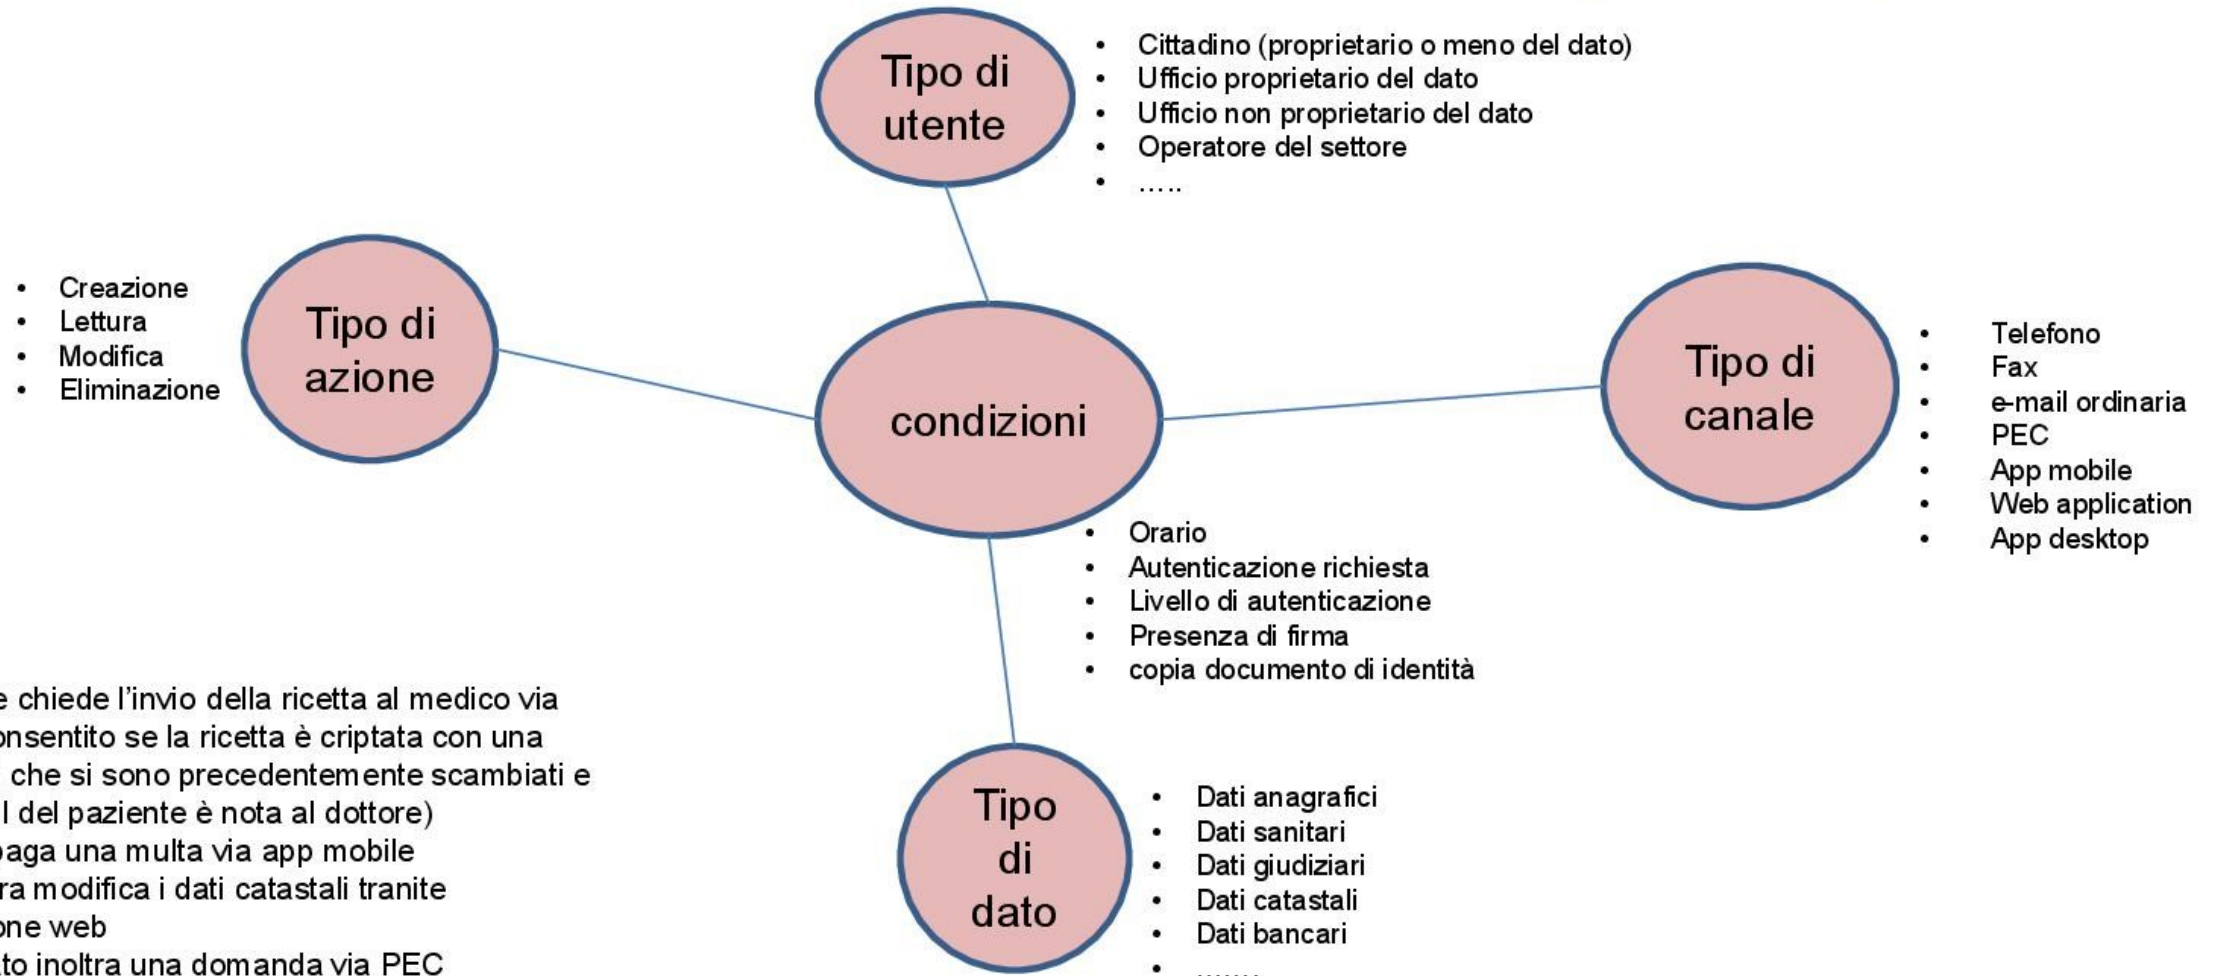 Tipo di
utente
• Cittadino (proprietario o meno del dato)
• Ufficio proprietario del dato
• Ufficio non proprietario del dato
• Operatore del settore
• …..
• Creazione
• Lettura
• Modifica
• Eliminazione
Tipo di
azione
condizioni
• Orario
• Autenticazione richiesta
• Livello di autenticazione
• Presenza di firma
• copia documento di identità
Tipo di
canale
• Telefono
• Fax
• e-mail ordinaria
• PEC
• App mobile
• Web application
• App desktop
e chiede l’invio della ricetta al medico via
onsentito se la ricetta è criptata con una
che si sono precedentemente scambiati e
l del paziente è nota al dottore)
paga una multa via app mobile
ra modifica i dati catastali tranite
one web
to inoltra una domanda via PEC
Tipo
di
dato
• Dati anagrafici
• Dati sanitari
• Dati giudiziari
• Dati catastali
• Dati bancari
• …….